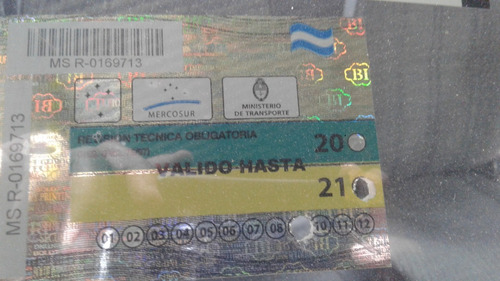 MS R-0169713
MS R-0169713
MERCOSUR
MINISTERIO
DE TRANSPORTE
REVISION TECNICA OBLIGATORIA
20
VALIDO HASTA
21
01 02 03 04 05 06 07 08 10 11 12